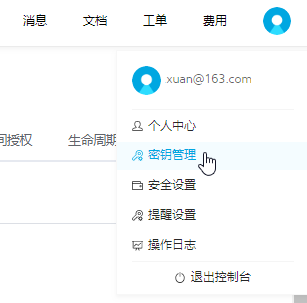 消息 文档 工单 费用
xuan@163.com
间授权 生命周期
个人中心
密钥管理
安全设置
提醒设置
操作日志
退出控制台